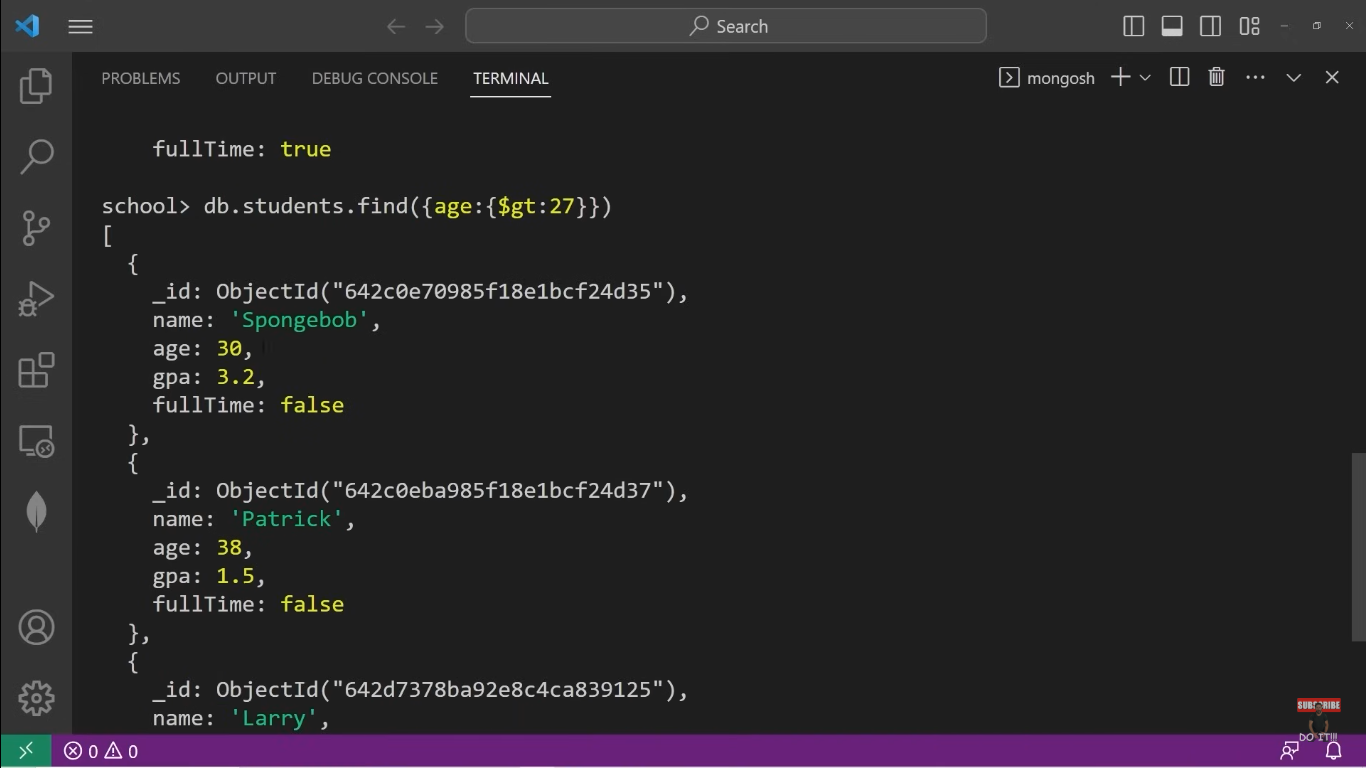 Search
PROBLEMS OUTPUT DEBUG CONSOLE TERMINAL mongosh
fullTime: true
school> db.students.find({age:{$gt:27}})
[
{
_id: ObjectId("642c0e70985f18e1bcf24d35"),
name: 'Spongebob',
age: 30,
gpa: 3.2,
fullTime: false
},
{
_id: ObjectId("642c0eba985f18e1bcf24d37"),
name: 'Patrick',
age: 38,
gpa: 1.5,
fullTime: false
},
{
_id: ObjectId("642d7378ba92e8c4ca839125"),
name: 'Larry',
SUBSCRIBE
DO IT!!!
0 0